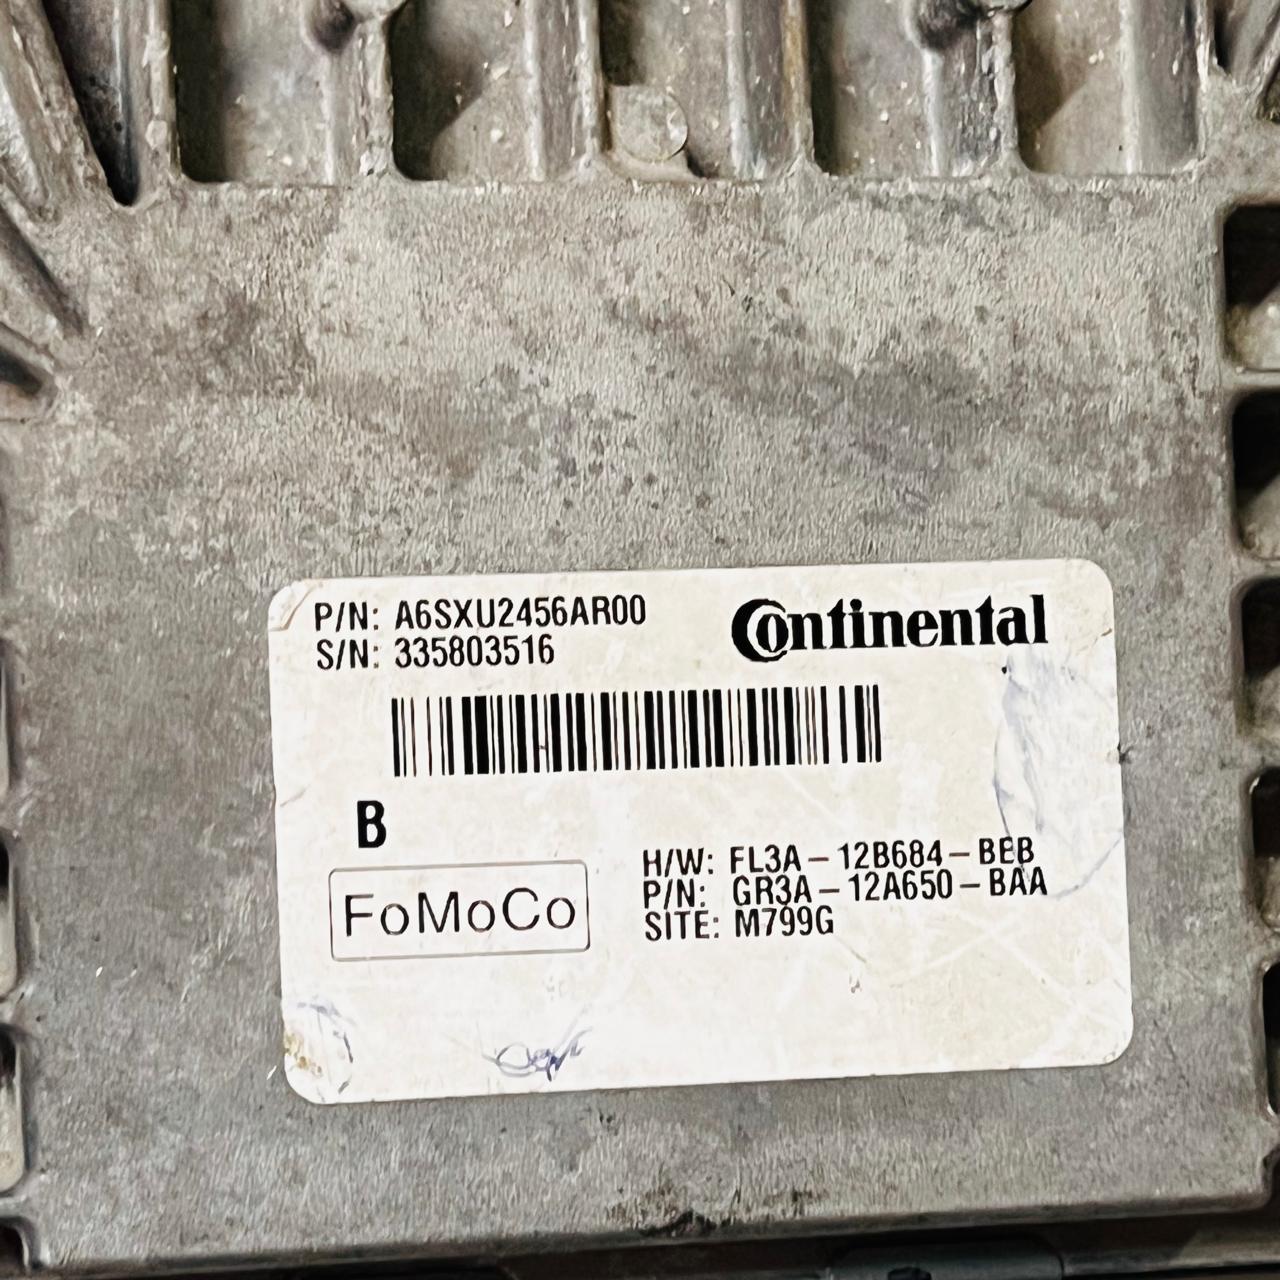 P/N: A6SXU2456AR00
S/N: 335803516
Continental
B
FoMoCo
H/W: FL3A-12B684-BEB
P/N: GR3A-12A650-BAA
SITE: M799G